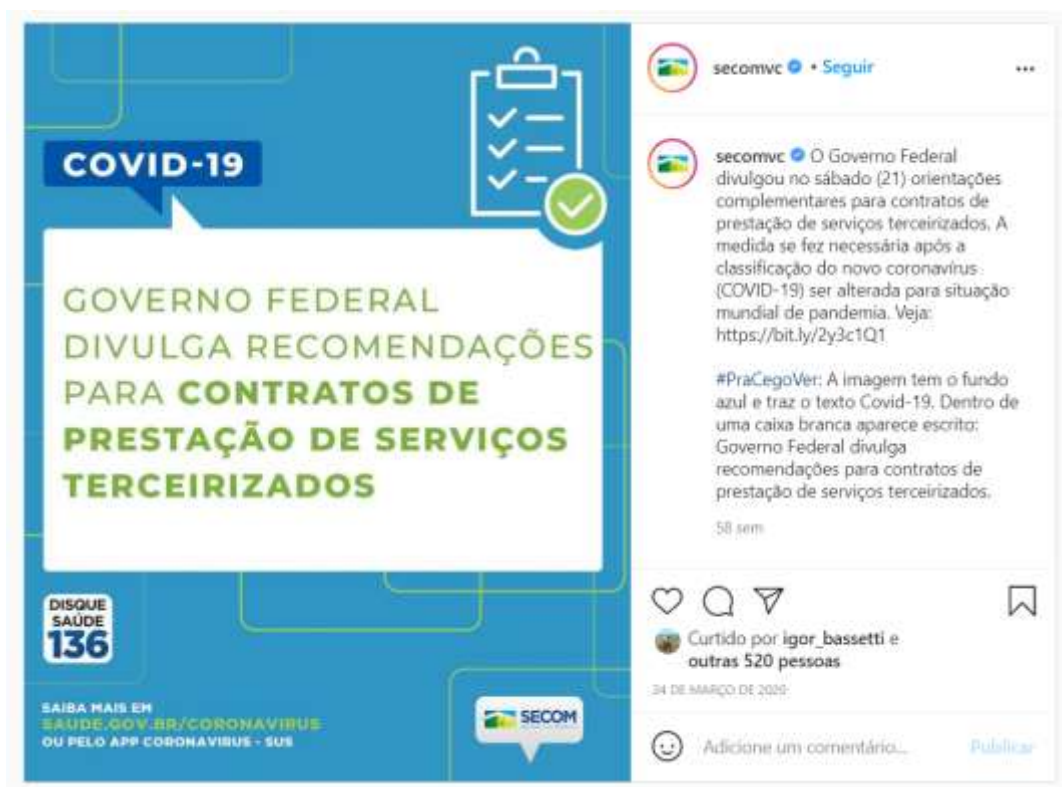 COVID-19
GOVERNO FEDERAL
DIVULGA RECOMENDAÇÕES
PARA CONTRATOS DE
PRESTAÇÃO DE SERVIÇOS
TERCEIRIZADOS
DISQUE
SAÚDE
136
SAIBA MAIS EM
SAUDE.GOV.BR/CORONAVIRUS
OU PELO APP CORONAVIRUS - SUS
SECOM
secomvc • Seguir
secomvc O Governo Federal
divulgou no sábado (21) orientações
complementares para contratos de
prestação de serviços terceirizados. A
medida se fez necessária após a
classificação do novo coronavírus
(COVID-19) ser alterada para situação
mundial de pandemia. Veja:
https://bit.ly/2y3c1Q1
#PraCegoVer: A imagem tem o fundo
azul e traz o texto Covid-19. Dentro de
uma caixa branca aparece escrito:
Governo Federal divulga
recomendações para contratos de
prestação de serviços terceirizados.
58 sem
Curtido por igor_bassetti e
outras 520 pessoas
24 DE MARÇO DE 2020
Adicione um comentário... Publicar